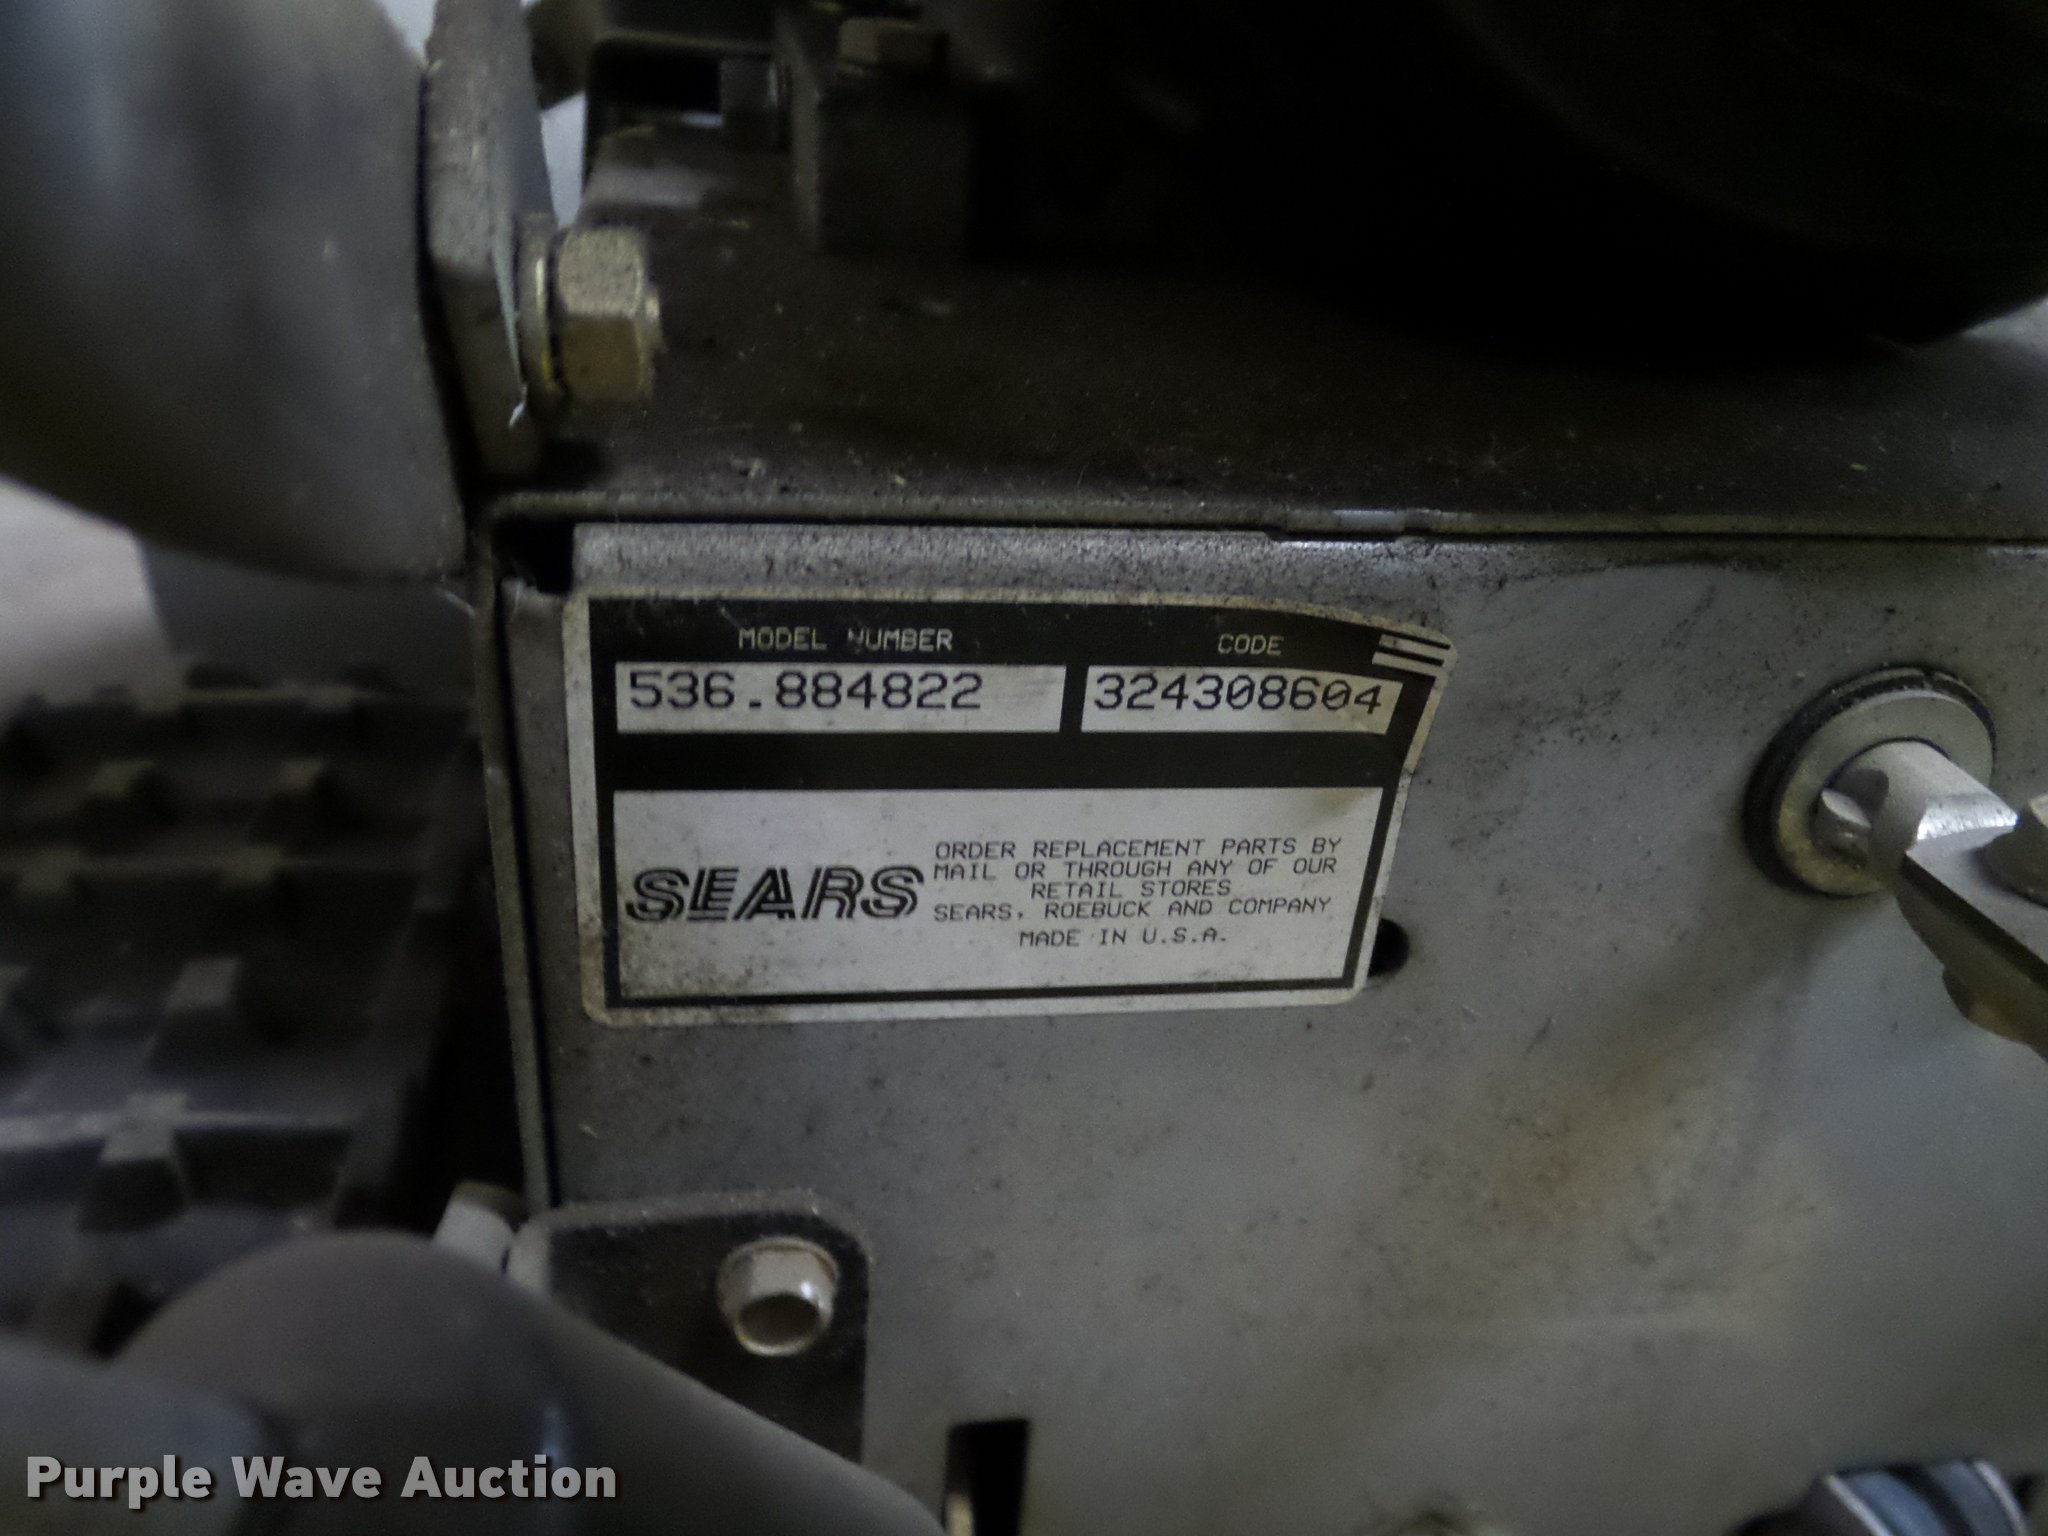 MODEL NUMBER CODE
536.884822 324308604
SEARS
ORDER REPLACEMENT PARTS BY
MAIL OR THROUGH ANY OF OUR
RETAIL STORES
SEARS, ROEBUCK AND COMPANY
MADE IN U.S.A.
Purple Wave Auction